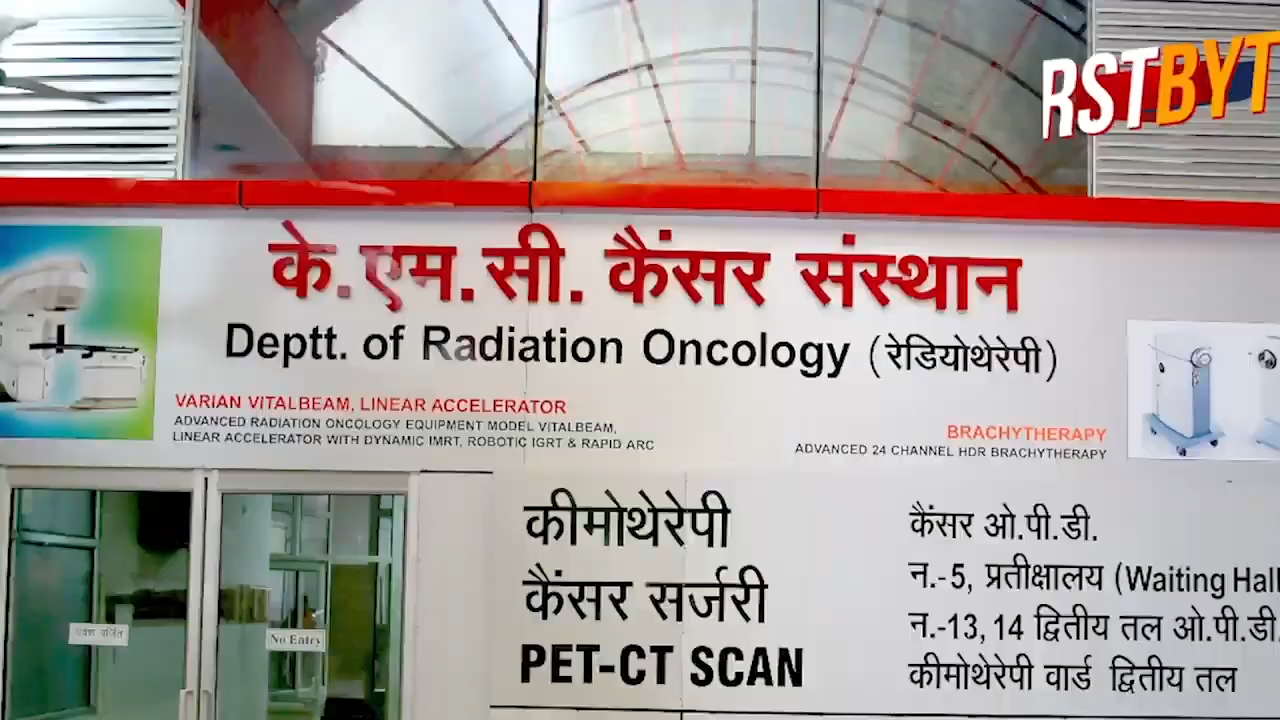 RSTBYT
के.एम.सी. कैंसर संस्थान
Deptt. of Radiation Oncology (रेडियोथेरेपी)
VARIAN VITALBEAM, LINEAR ACCELERATOR
ADVANCED RADIATION ONCOLOGY EQUIPMENT MODEL VITALBEAM,
LINEAR ACCELERATOR WITH DYNAMIC IMRT, ROBOTIC IGRT & RAPID ARC
BRACHYTHERAPY
ADVANCED 24 CHANNEL HDR BRACHYTHERAPY
कीमोथेरेपी
कैंसर सर्जरी
PET-CT SCAN
कैंसर ओ.पी.डी.
न.-5, प्रतीक्षालय (Waiting Hall
न.-13, 14 द्वितीय तल ओ.पी.डी.
कीमोथेरेपी वार्ड द्वितीय तल
प्रवेश वर्जित
No Entry